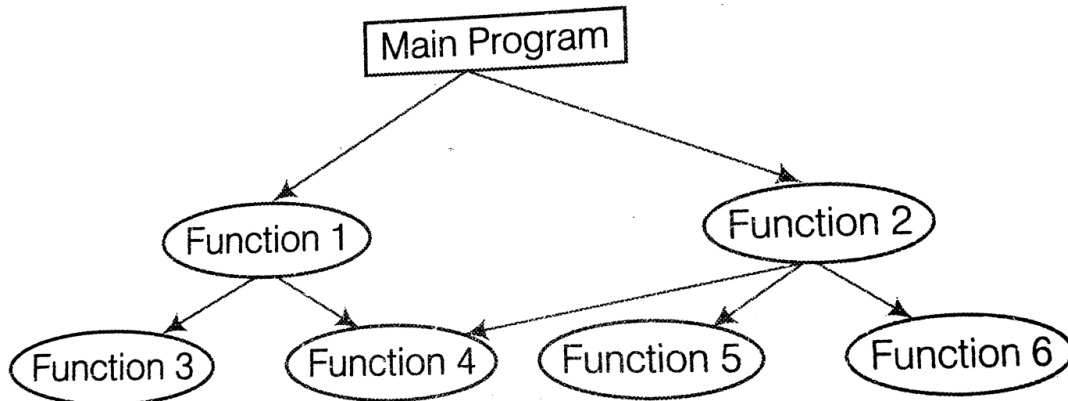 Main Program
Function 1
Function 2
Function 3
Function 4
Function 5
Function 6